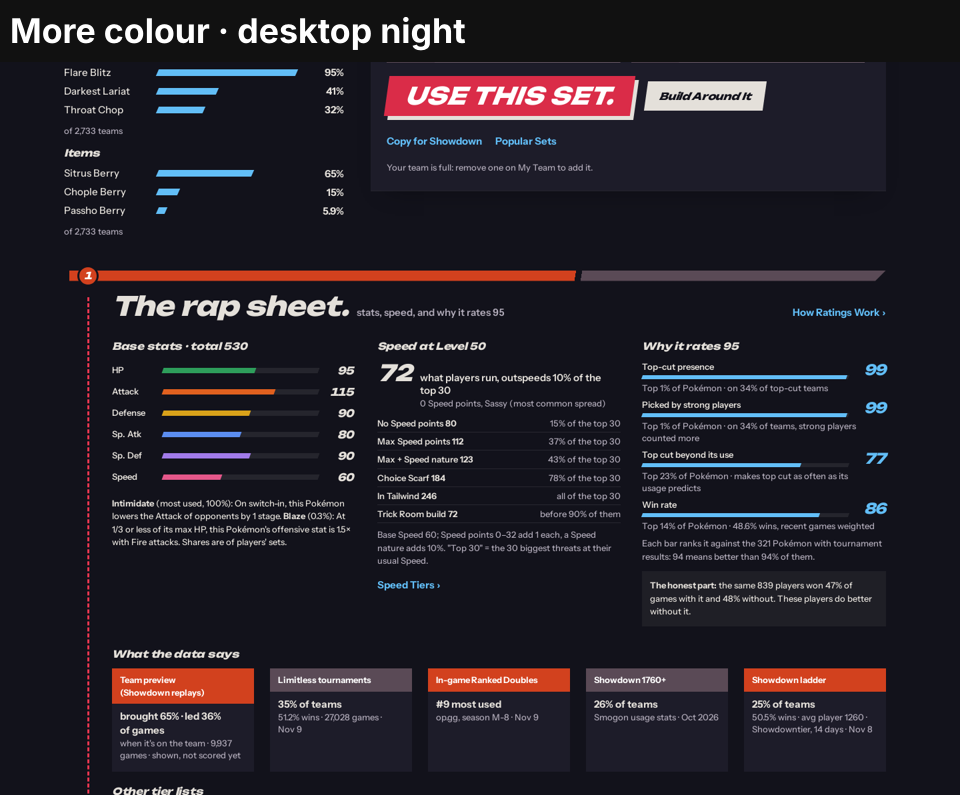 More colour · desktop night
Flare Blitz 95%
Darkest Lariat 41%
Throat Chop 32%
of 2,733 teams
Items
Sitrus Berry 65%
Chople Berry 15%
Passho Berry 5.9%
of 2,733 teams
USE THIS SET.
Build Around It
Copy for Showdown Popular Sets
Your team is full: remove one on My Team to add it.
1
The rap sheet. stats, speed, and why it rates 95
How Ratings Work ›
Base stats · total 530
HP 95
Attack 115
Defense 90
Sp. Atk 80
Sp. Def 90
Speed 60
Intimidate (most used, 100%): On switch-in, this Pokémon
lowers the Attack of opponents by 1 stage. Blaze (0.3%): At
1/3 or less of its max HP, this Pokémon's offensive stat is 1.5×
with Fire attacks. Shares are of players' sets.
Speed at Level 50
72 what players run, outspeeds 10% of the
top 30
0 Speed points, Sassy (most common spread)
No Speed points 80 15% of the top 30
Max Speed points 112 37% of the top 30
Max + Speed nature 123 43% of the top 30
Choice Scarf 184 78% of the top 30
In Tailwind 246 all of the top 30
Trick Room build 72 before 90% of them
Base Speed 60; Speed points 0–32 add 1 each, a Speed
nature adds 10%. "Top 30" = the 30 biggest threats at their
usual Speed.
Speed Tiers ›
Why it rates 95
Top-cut presence 99
Top 1% of Pokémon · on 34% of top-cut teams
Picked by strong players 99
Top 1% of Pokémon · on 34% of teams, strong players
counted more
Top cut beyond its use 77
Top 23% of Pokémon · makes top cut as often as its
usage predicts
Win rate 86
Top 14% of Pokémon · 48.6% wins, recent games weighted
Each bar ranks it against the 321 Pokémon with tournament
results: 94 means better than 94% of them.
The honest part: the same 839 players won 47% of
games with it and 48% without. These players do better
without it.
What the data says
Team preview
(Showdown replays)
brought 65% · led 36%
of games
when it's on the team · 9,937
games · shown, not scored yet
Limitless tournaments
35% of teams
51.2% wins · 27,028 games ·
Nov 9
In-game Ranked Doubles
#9 most used
op.gg, season M-8 · Nov 9
Showdown 1760+
26% of teams
Smogon usage stats · Oct 2026
Showdown ladder
25% of teams
50.5% wins · avg player 1260 ·
Showdowntier, 14 days · Nov 8
Other tier lists